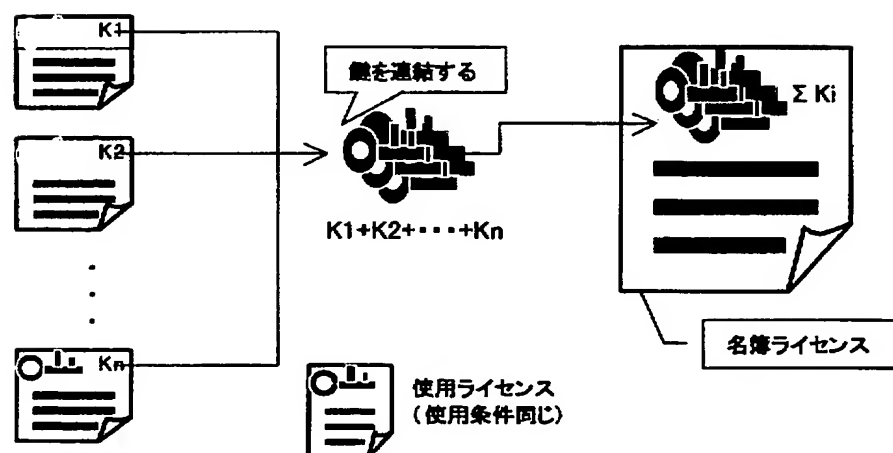 K1
鍵を連結する
Σ Ki
K2
K1+K2+・・・+Kn
名簿ライセンス
Kn
使用ライセンス
(使用条件同じ)